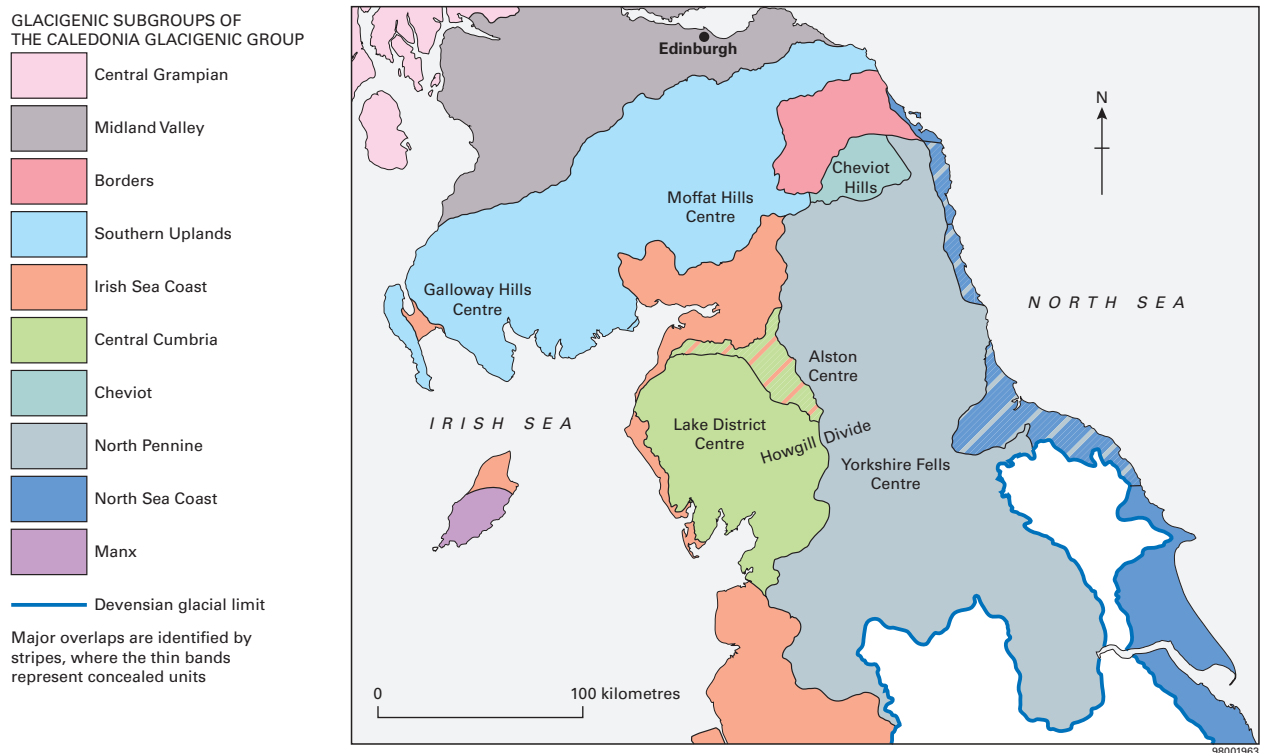 GLACIGENIC SUBGROUPS OF
THE CALEDONIA GLACIGENIC GROUP
Central Grampian
Midland Valley
Borders
Southern Uplands
Irish Sea Coast
Central Cumbria
Cheviot
North Pennine
North Sea Coast
Manx
Devensian glacial limit
Major overlaps are identified by
stripes, where the thin bands
represent concealed units
Edinburgh
N
Cheviot
Hills
Moffat Hills
Centre
Galloway Hills
Centre
NORTH SEA
Alston
Centre
IRISH SEA
Lake District
Centre
Howgill Divide
Yorkshire Fells
Centre
0 100 kilometres
98001963